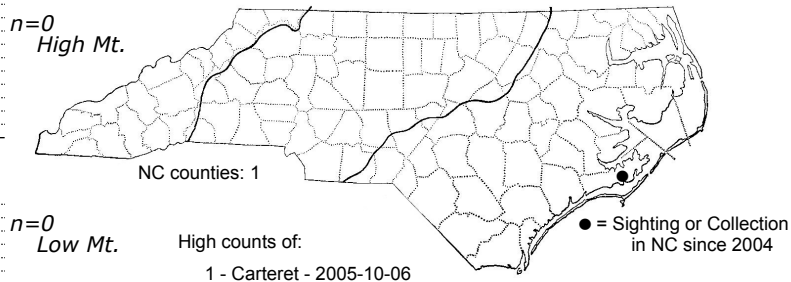 n=0
High Mt.
NC counties: 1
n=0
Low Mt.
High counts of:
1 - Carteret - 2005-10-06
● = Sighting or Collection
in NC since 2004